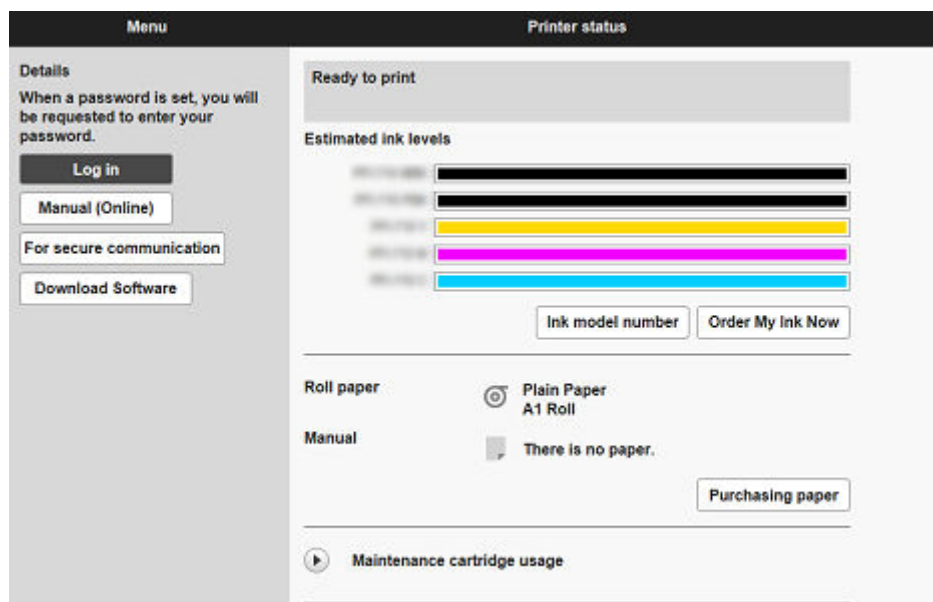 Menu
Printer status
Details
When a password is set, you will
be requested to enter your
password.
Log in
Manual (Online)
For secure communication
Download Software
Ready to print
Estimated ink levels
Ink model number
Order My Ink Now
Roll paper
Plain Paper
A1 Roll
Manual
There is no paper.
Purchasing paper
Maintenance cartridge usage